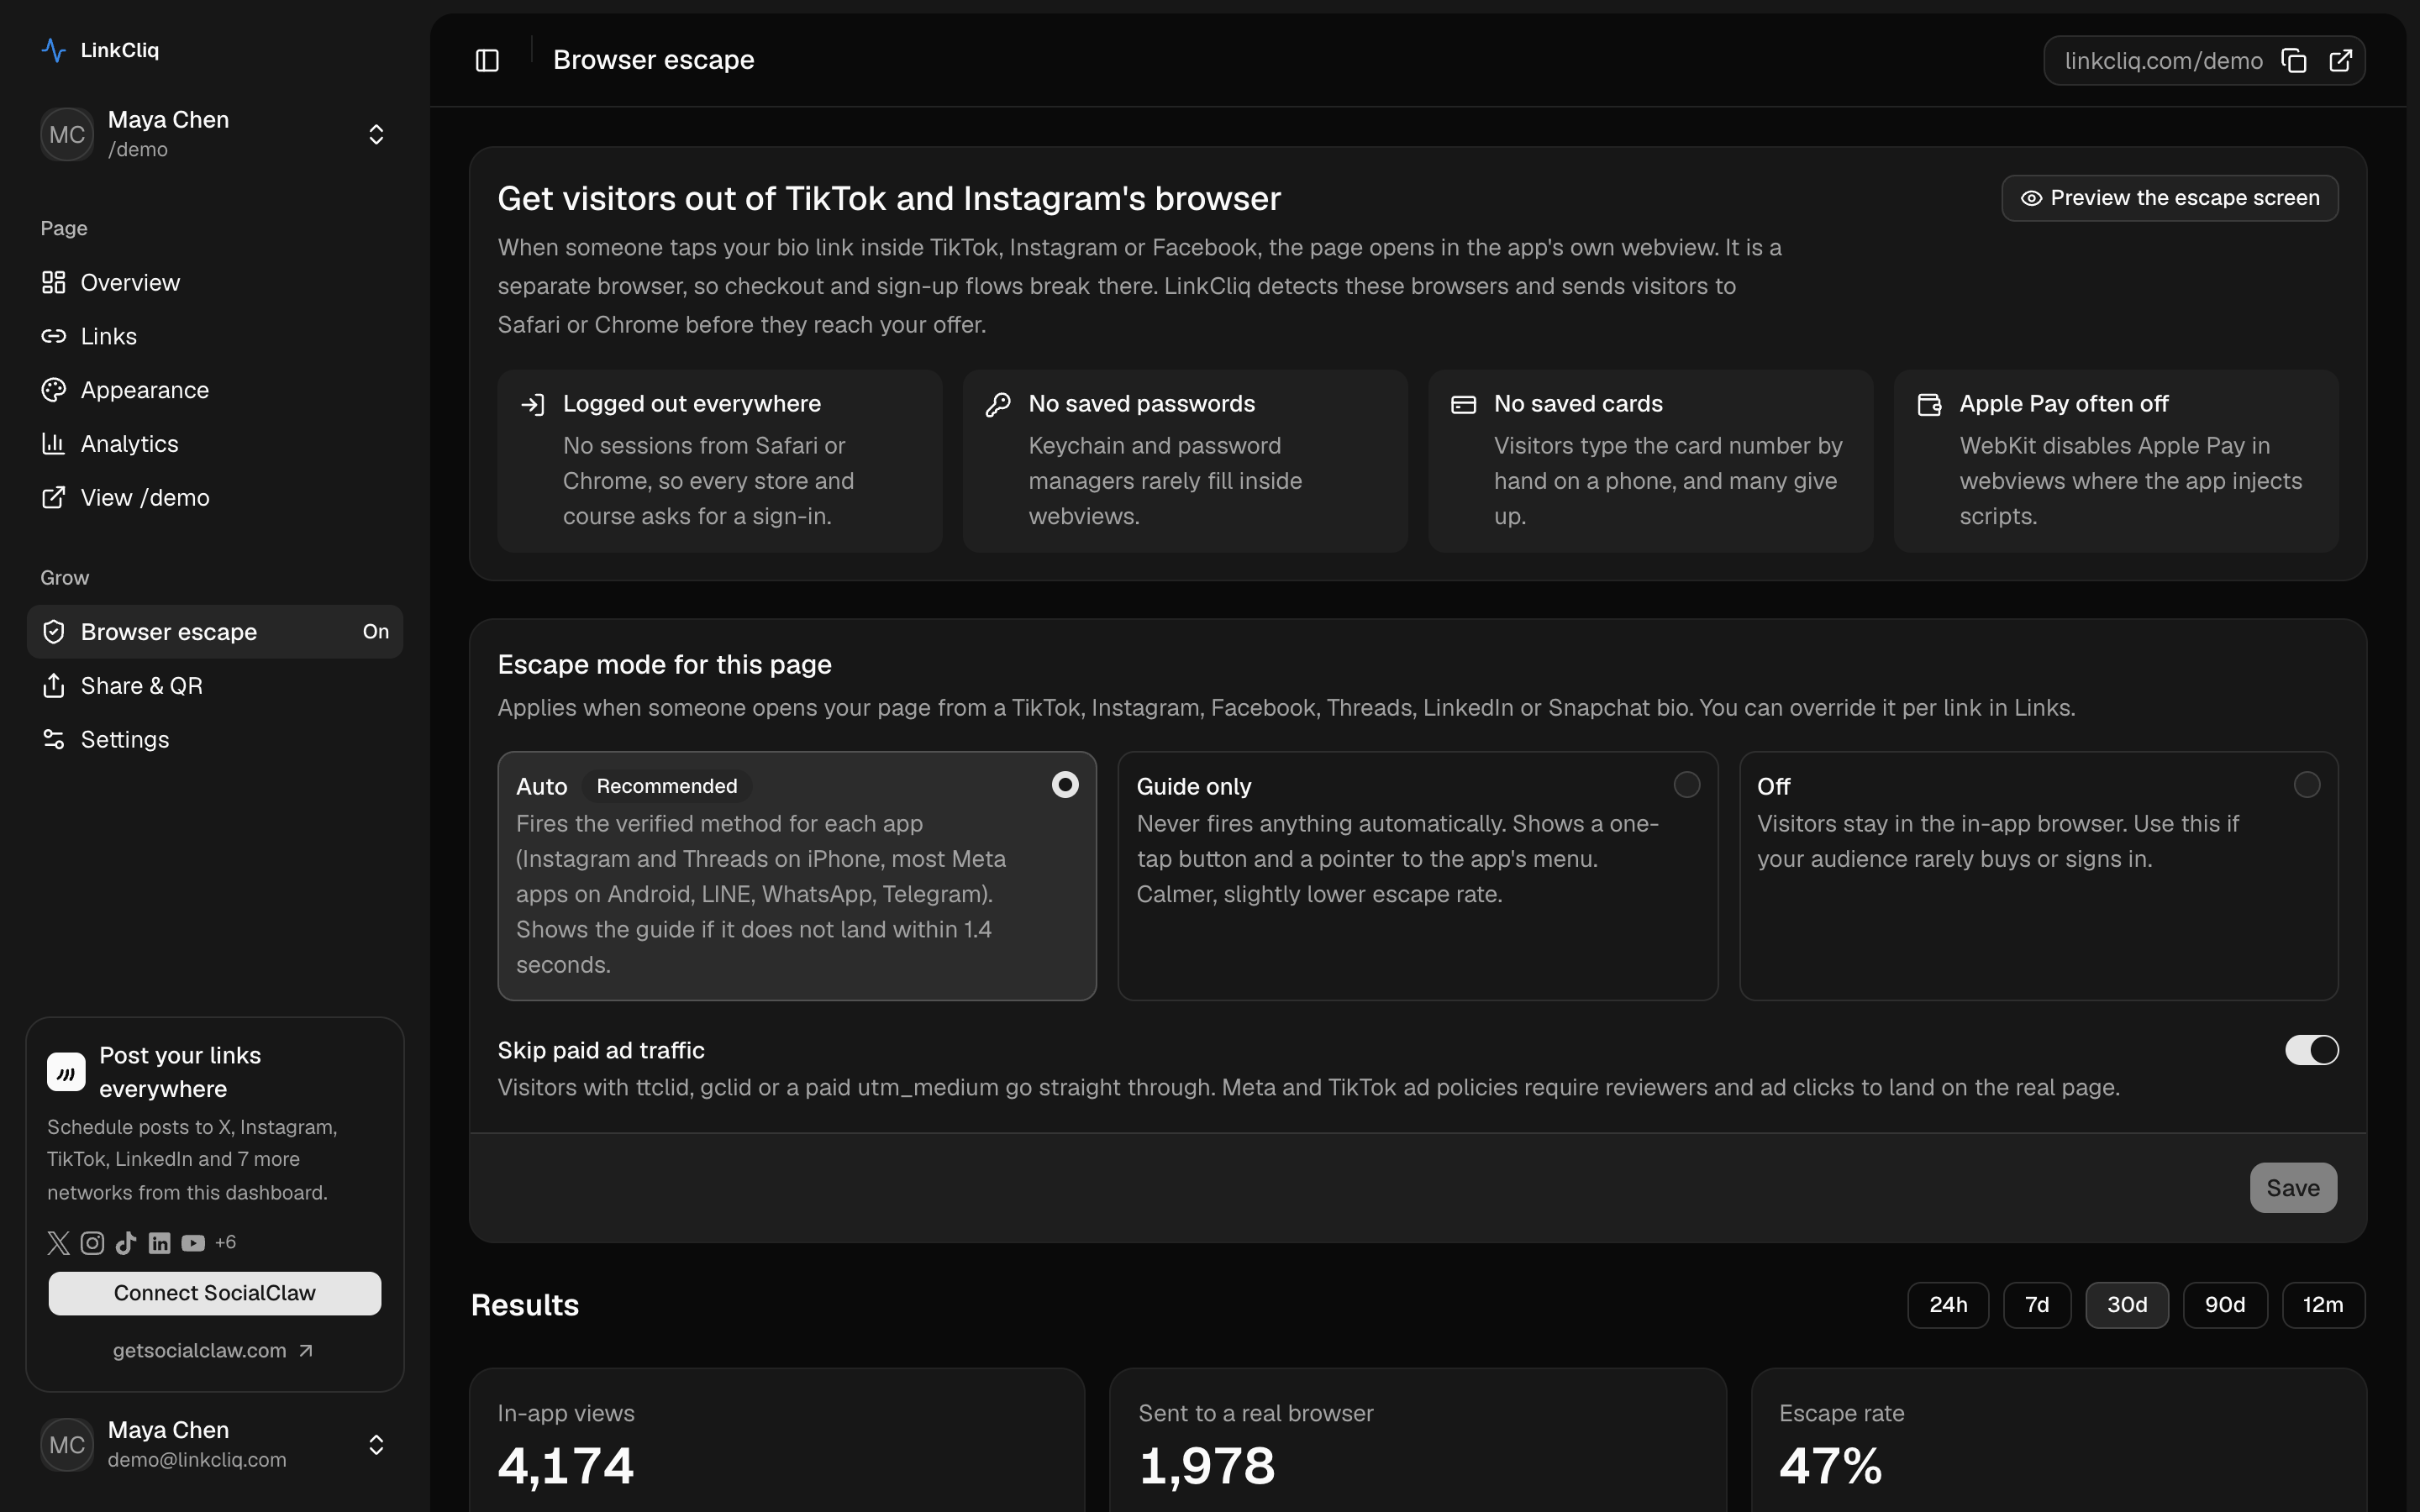 LinkCliq
MC
Maya Chen
/demo
Page
Overview
Links
Appearance
Analytics
View /demo
Grow
Browser escape
On
Share & QR
Settings
Post your links
everywhere
Schedule posts to X, Instagram,
TikTok, LinkedIn and 7 more
networks from this dashboard.
+6
Connect SocialClaw
getsocialclaw.com
MC
Maya Chen
demo@linkcliq.com
Browser escape
linkcliq.com/demo
Get visitors out of TikTok and Instagram's browser
Preview the escape screen
When someone taps your bio link inside TikTok, Instagram or Facebook, the page opens in the app's own webview. It is a
separate browser, so checkout and sign-up flows break there. LinkCliq detects these browsers and sends visitors to
Safari or Chrome before they reach your offer.
Logged out everywhere
No sessions from Safari or
Chrome, so every store and
course asks for a sign-in.
No saved passwords
Keychain and password
managers rarely fill inside
webviews.
No saved cards
Visitors type the card number by
hand on a phone, and many give
up.
Apple Pay often off
WebKit disables Apple Pay in
webviews where the app injects
scripts.
Escape mode for this page
Applies when someone opens your page from a TikTok, Instagram, Facebook, Threads, LinkedIn or Snapchat bio. You can override it per link in Links.
Auto
Recommended
Fires the verified method for each app
(Instagram and Threads on iPhone, most Meta
apps on Android, LINE, WhatsApp, Telegram).
Shows the guide if it does not land within 1.4
seconds.
Guide only
Never fires anything automatically. Shows a one-
tap button and a pointer to the app's menu.
Calmer, slightly lower escape rate.
Off
Visitors stay in the in-app browser. Use this if
your audience rarely buys or signs in.
Skip paid ad traffic
Visitors with ttclid, gclid or a paid utm_medium go straight through. Meta and TikTok ad policies require reviewers and ad clicks to land on the real page.
Save
Results
24h
7d
30d
90d
12m
In-app views
4,174
Sent to a real browser
1,978
Escape rate
47%